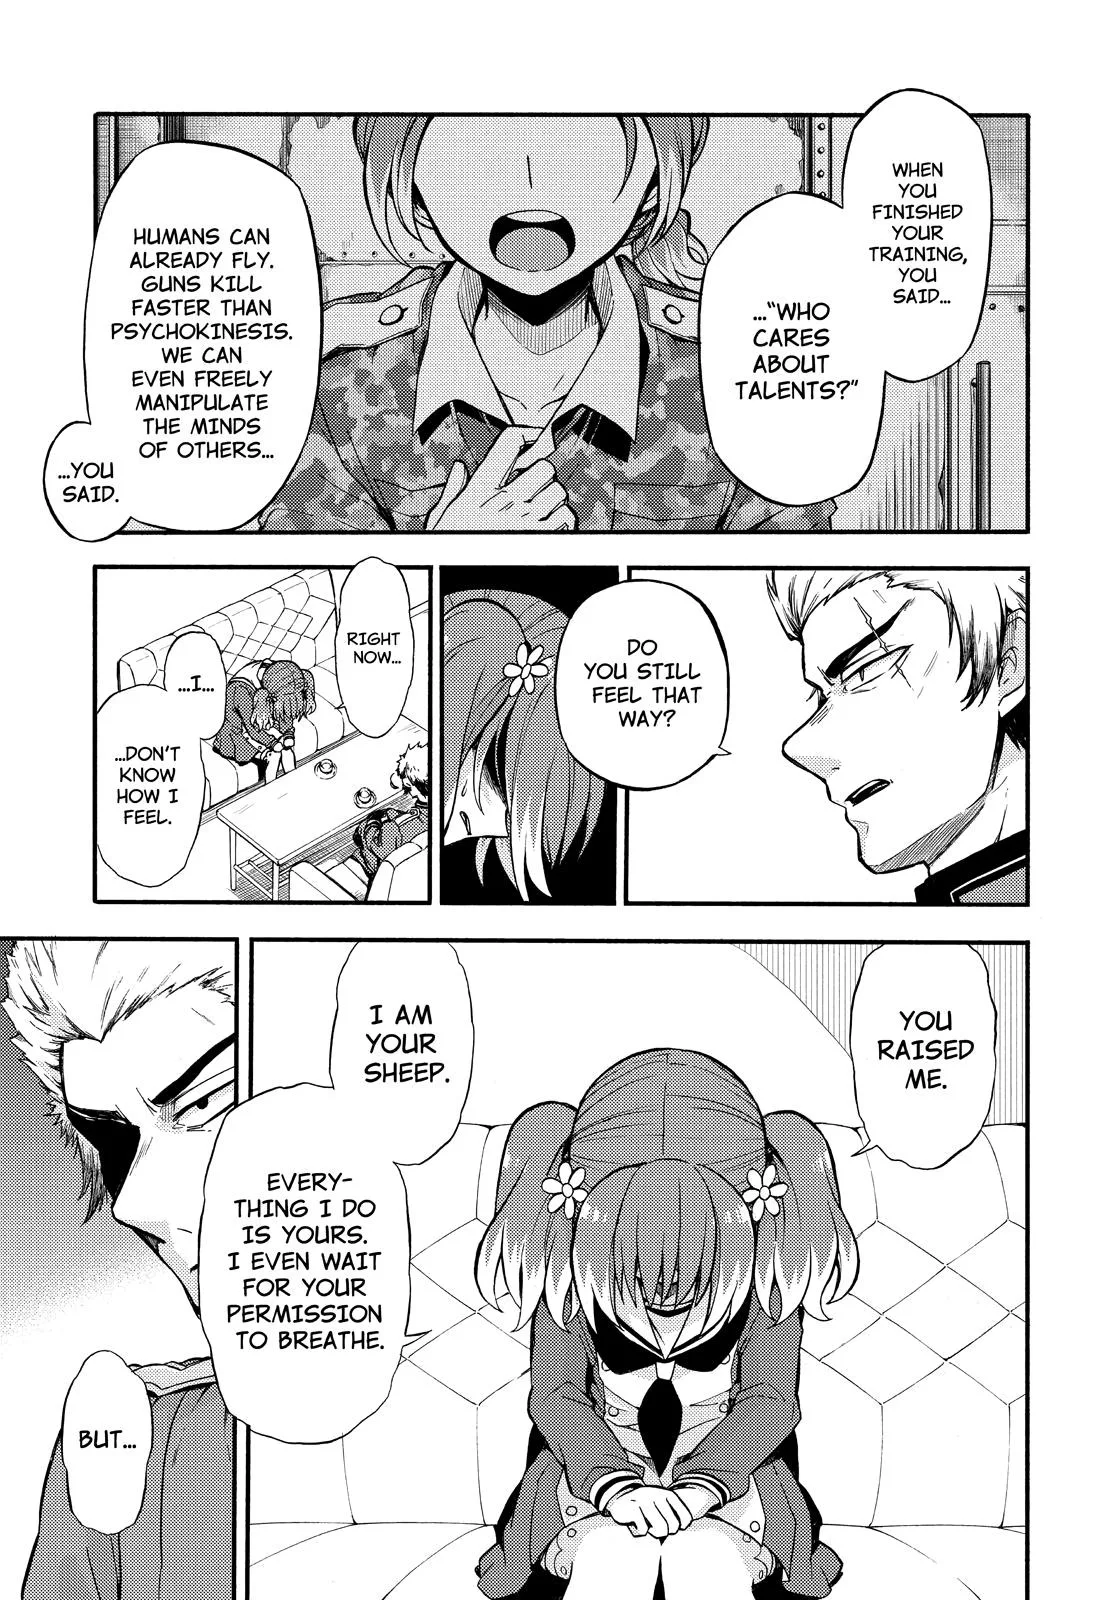 WHEN
YOU
FINISHED
YOUR
TRAINING,
YOU
SAID...
..."WHO
CARES
ABOUT
TALENTS?"
HUMANS CAN
ALREADY FLY.
GUNS KILL
FASTER THAN
PSYCHOKINESIS.
WE CAN
EVEN FREELY
MANIPULATE
THE MINDS
OF OTHERS...
...YOU
SAID.
DO
YOU STILL
FEEL THAT
WAY?
RIGHT
NOW...
...I...
...DON'T
KNOW
HOW I
FEEL.
YOU
RAISED
ME.
I AM
YOUR
SHEEP.
EVERY-
THING I DO
IS YOURS.
I EVEN WAIT
FOR YOUR
PERMISSION
TO BREATHE.
BUT...